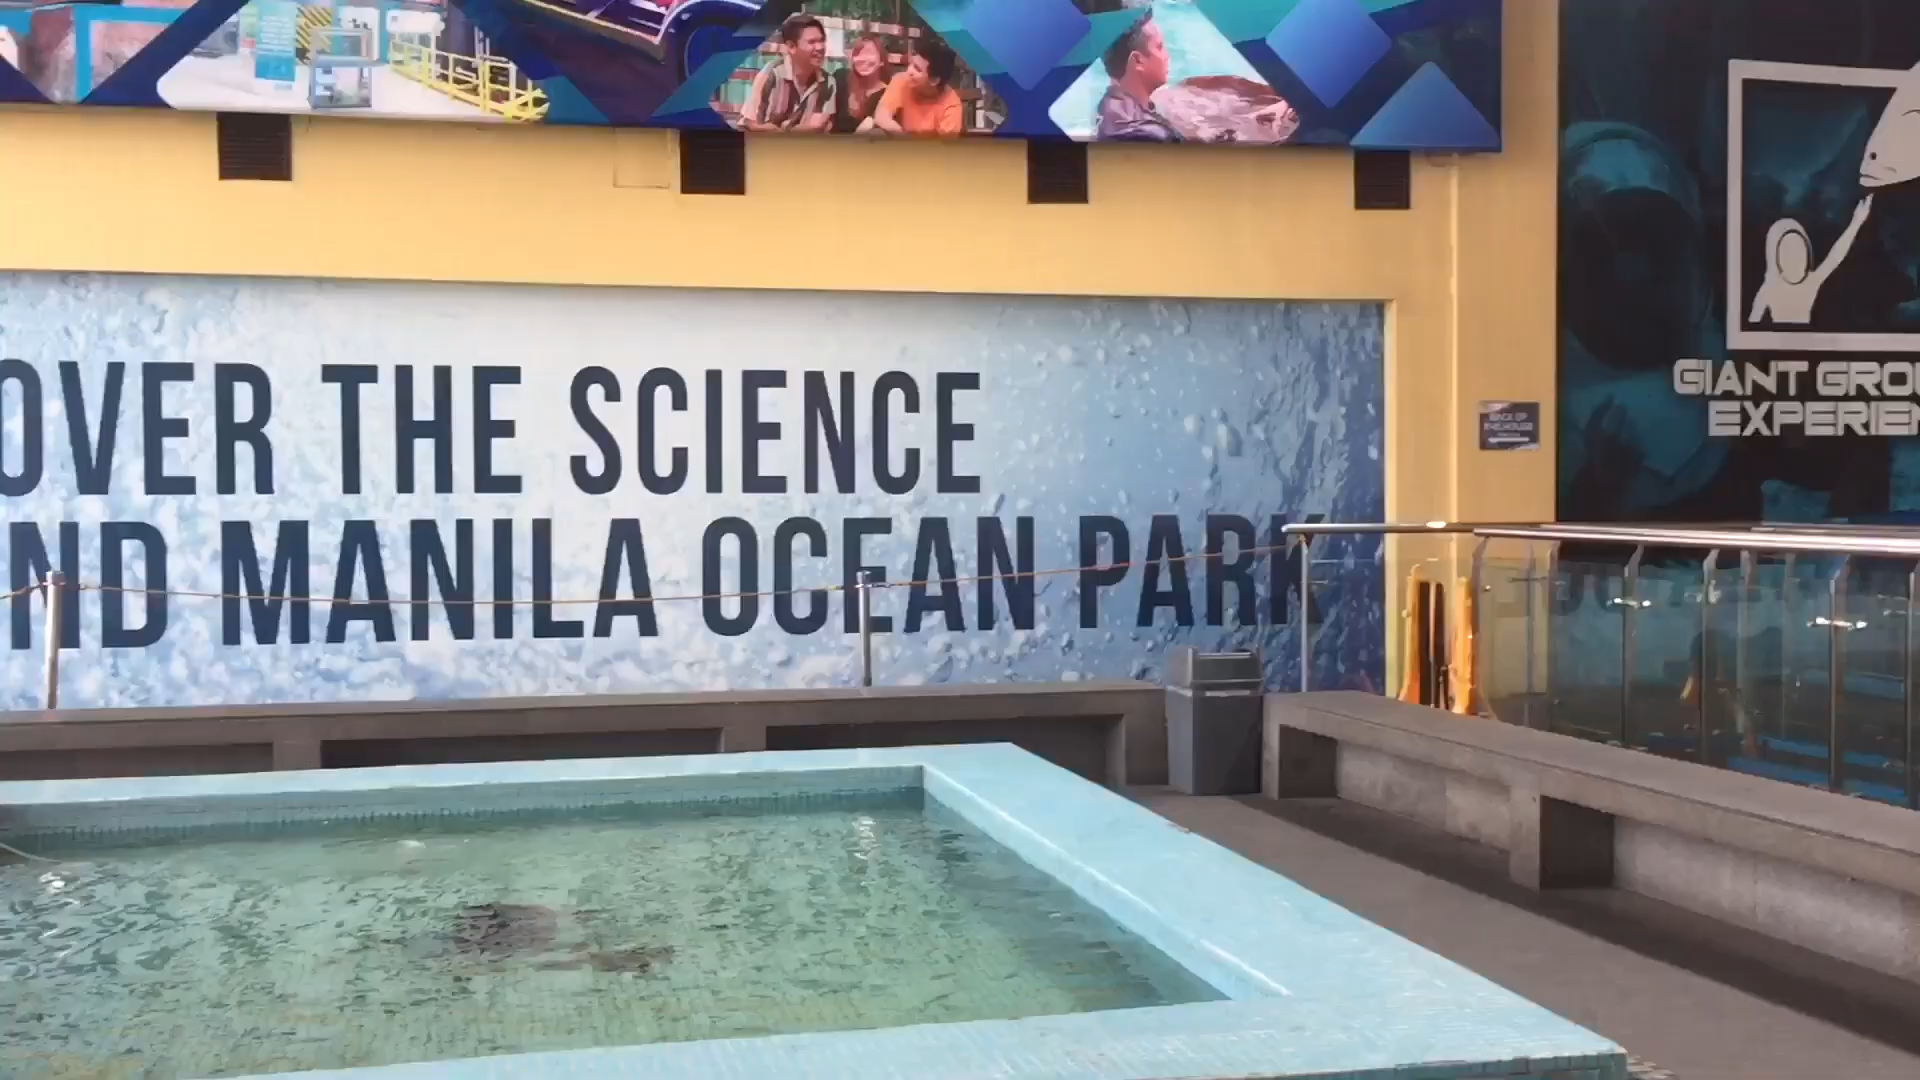 OVER THE SCIENCE
ND MANILA OCEAN PARK
GIANT GROU
EXPERIEN